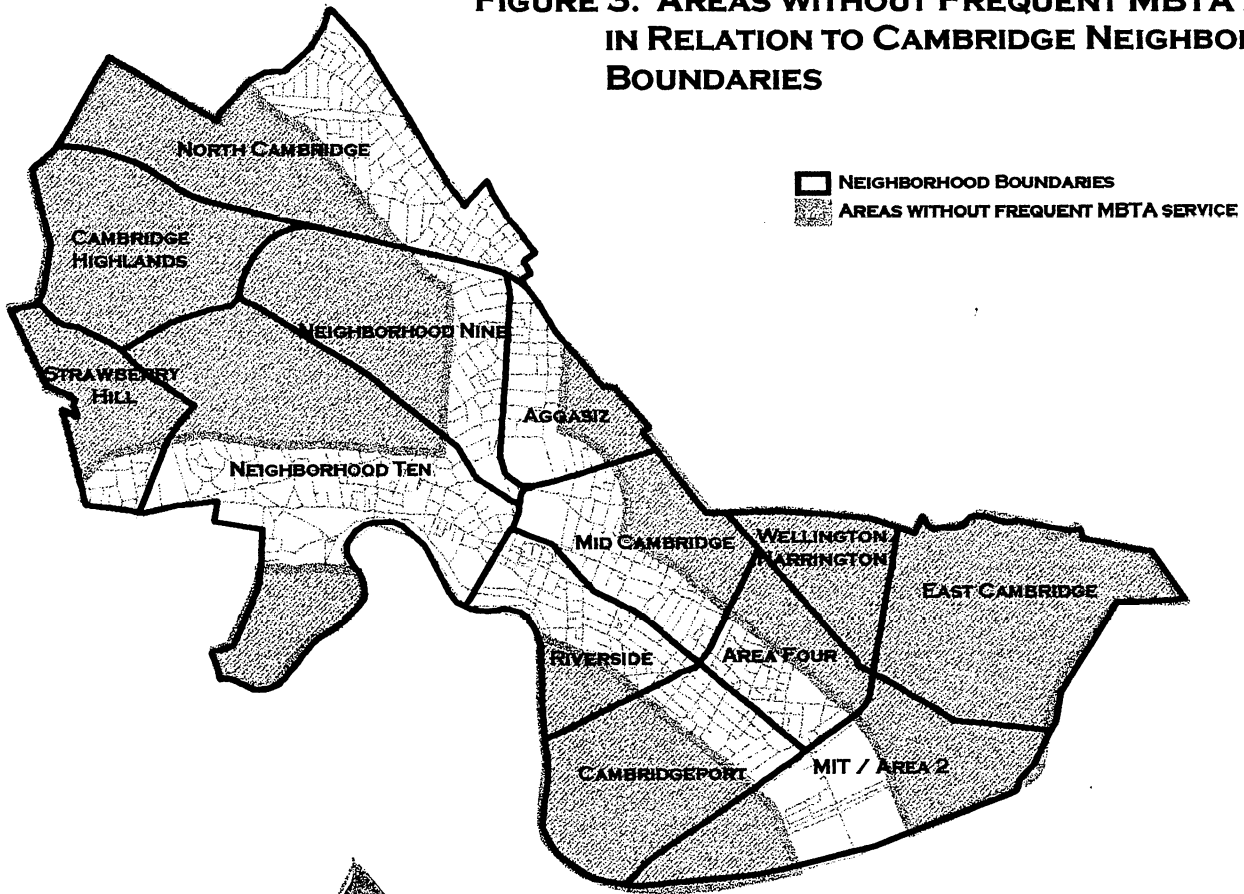 FIGURE 3. AREAS WITHOUT FREQUENT MBTA
IN RELATION TO CAMBRIDGE
BOUNDARIES
NEIGHBORHOOD BOUNDARIES
AREAS WITHOUT FREQUENT MBTA SERVICE
NORTH CAMBRIDGE
CAMBRIDGE
HIGHLANDS
NEIGHBORHOOD NINE
STRAWBERRY
HILL
AGGASIZ
NEIGHBORHOOD TEN
MID CAMBRIDGE
WELLINGTON
HARRINGTON
EAST CAMBRIDGE
RIVERSIDE
AREA FOUR
CAMBRIDGEPORT
MIT / AREA 2